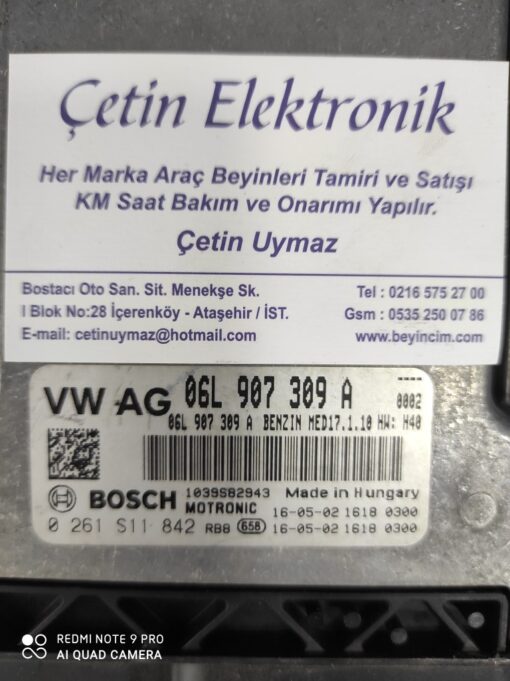 Çetin Elektronik
Her Marka Araç Beyinleri Tamiri ve Satışı
KM Saat Bakım ve Onarımı Yapılır.
Çetin Uymaz
Bostacı Oto San. Sit. Menekşe Sk.
I Blok No:28 İçerenköy - Ataşehir / İST.
E-mail: cetinuymaz@hotmail.com
Tel : 0216 575 27 00
Gsm : 0535 250 07 86
www.beyincim.com
VW AG 06L 907 309 A ---- 0002
06L 907 309 A BENZIN MED17.1.10 HW: H40
BOSCH 1039S82943 Made in Hungary
MOTRONIC 16-05-02 1618 0300
0 261 S11 842 RB8 658 16-05-02 1618 0300
REDMI NOTE 9 PRO
AI QUAD CAMERA